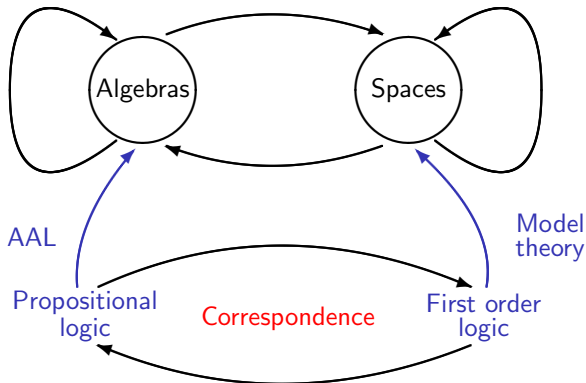 Algebras
Spaces
AAL
Model
theory
Propositional
logic
Correspondence
First order
logic